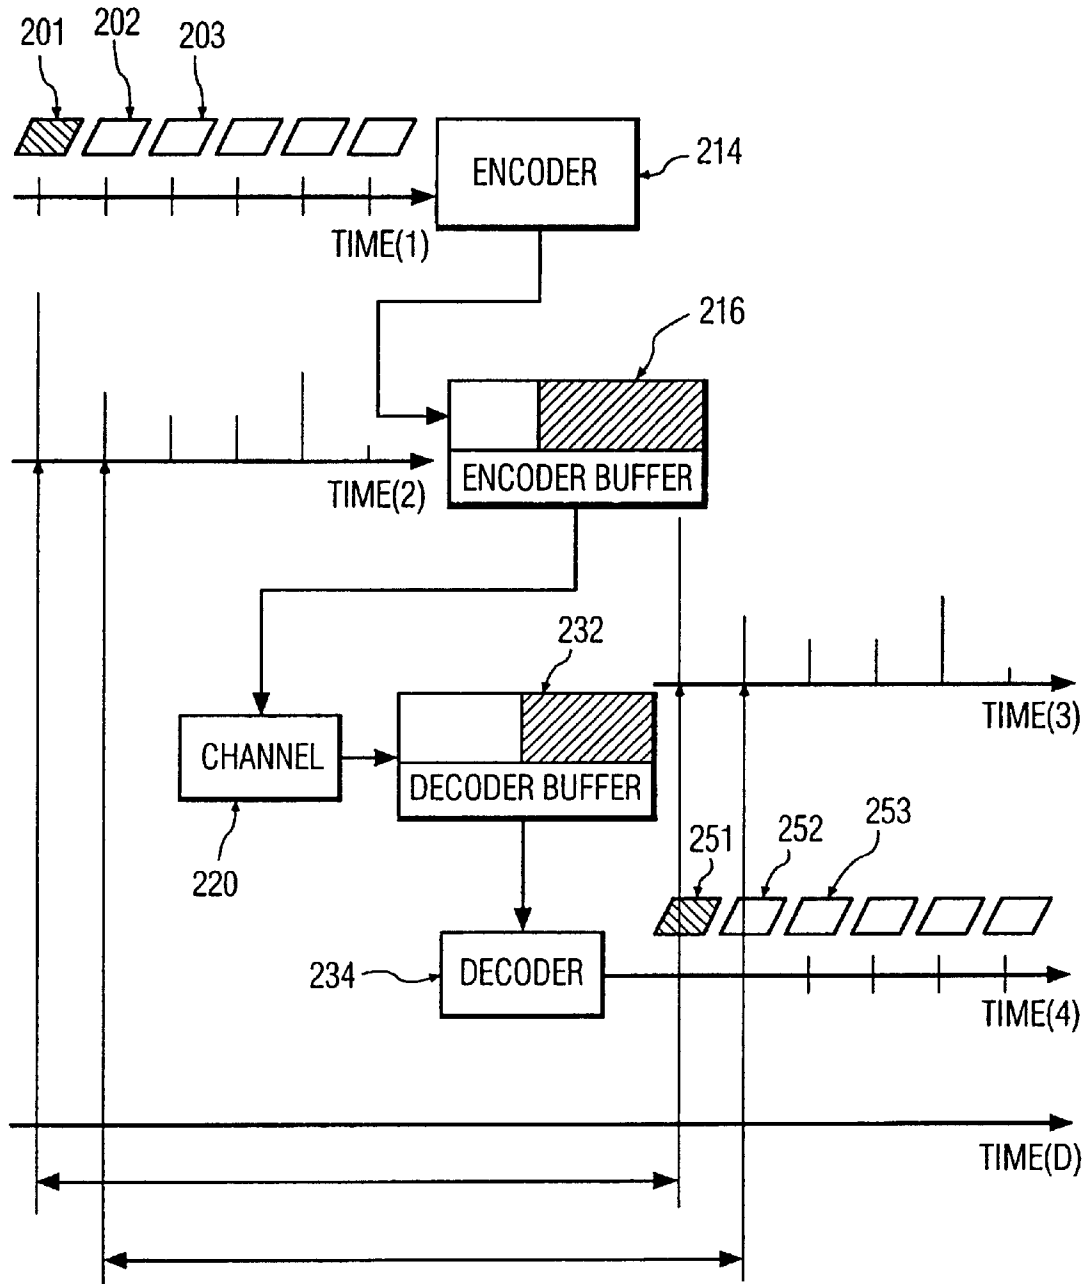 201
202
203
ENCODER
214
TIME(1)
216
ENCODER BUFFER
TIME(2)
232
TIME(3)
CHANNEL
DECODER BUFFER
220
251
252
253
234
DECODER
TIME(4)
TIME(D)